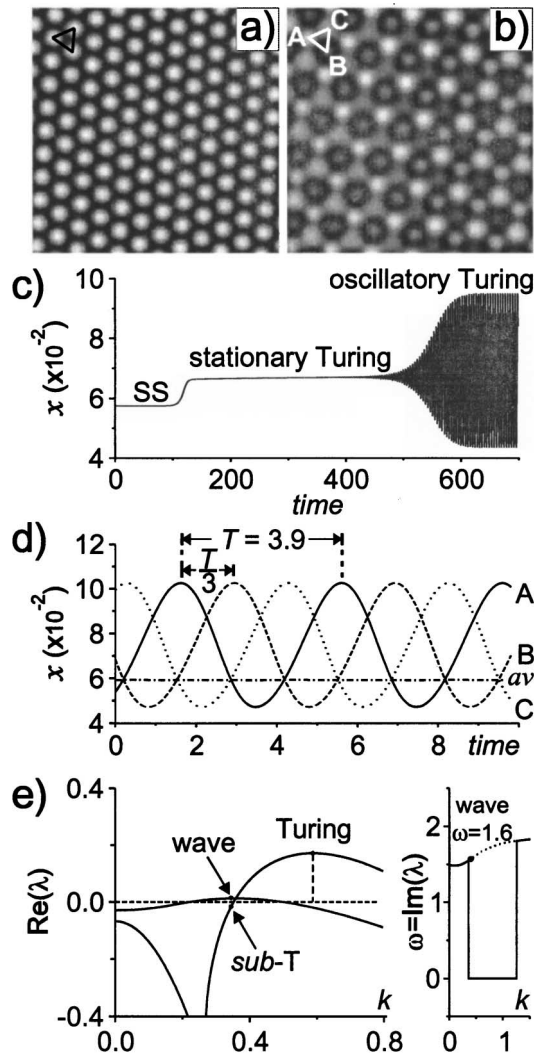 a)
b)
A
C
B
c)
10
8
6
4
x (x10⁻²)
SS
stationary Turing
oscillatory Turing
0
200
400
600
time
d)
12
10
8
6
4
x (x10⁻²)
T = 3.9
T
3
A
B
av
C
0
2
4
6
8
time
e)
0.4
0.0
-0.4
Re(λ)
wave
Turing
sub-T
k
0.0
0.4
0.8
wave
ω=1.6
2
1
0
ω=Im(λ)
k
0
1